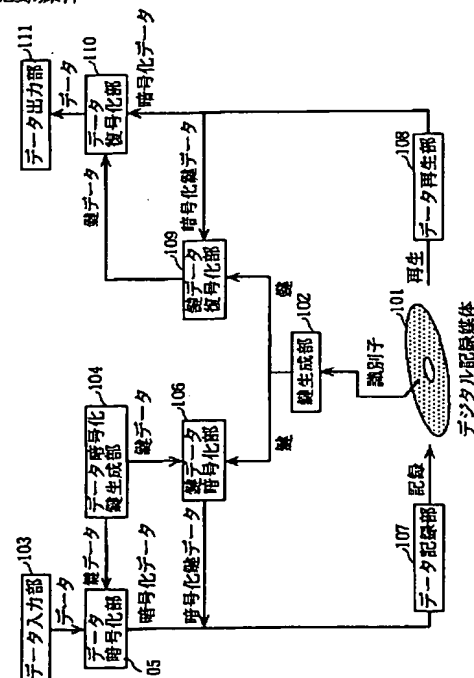 103
データ入力部
データ
104
データ暗号化
鍵生成部
鍵データ
鍵データ
データ
暗号化部
05
暗号化データ
106
鍵データ
暗号化部
暗号化鍵データ
107
データ記録部
記録
鍵
鍵
102
鍵生成部
識別子
101
デジタル記録媒体
再生
108
データ再生部
109
鍵データ
復号化部
暗号化鍵データ
鍵データ
110
データ
復号化部
暗号化データ
データ
111
データ出力部